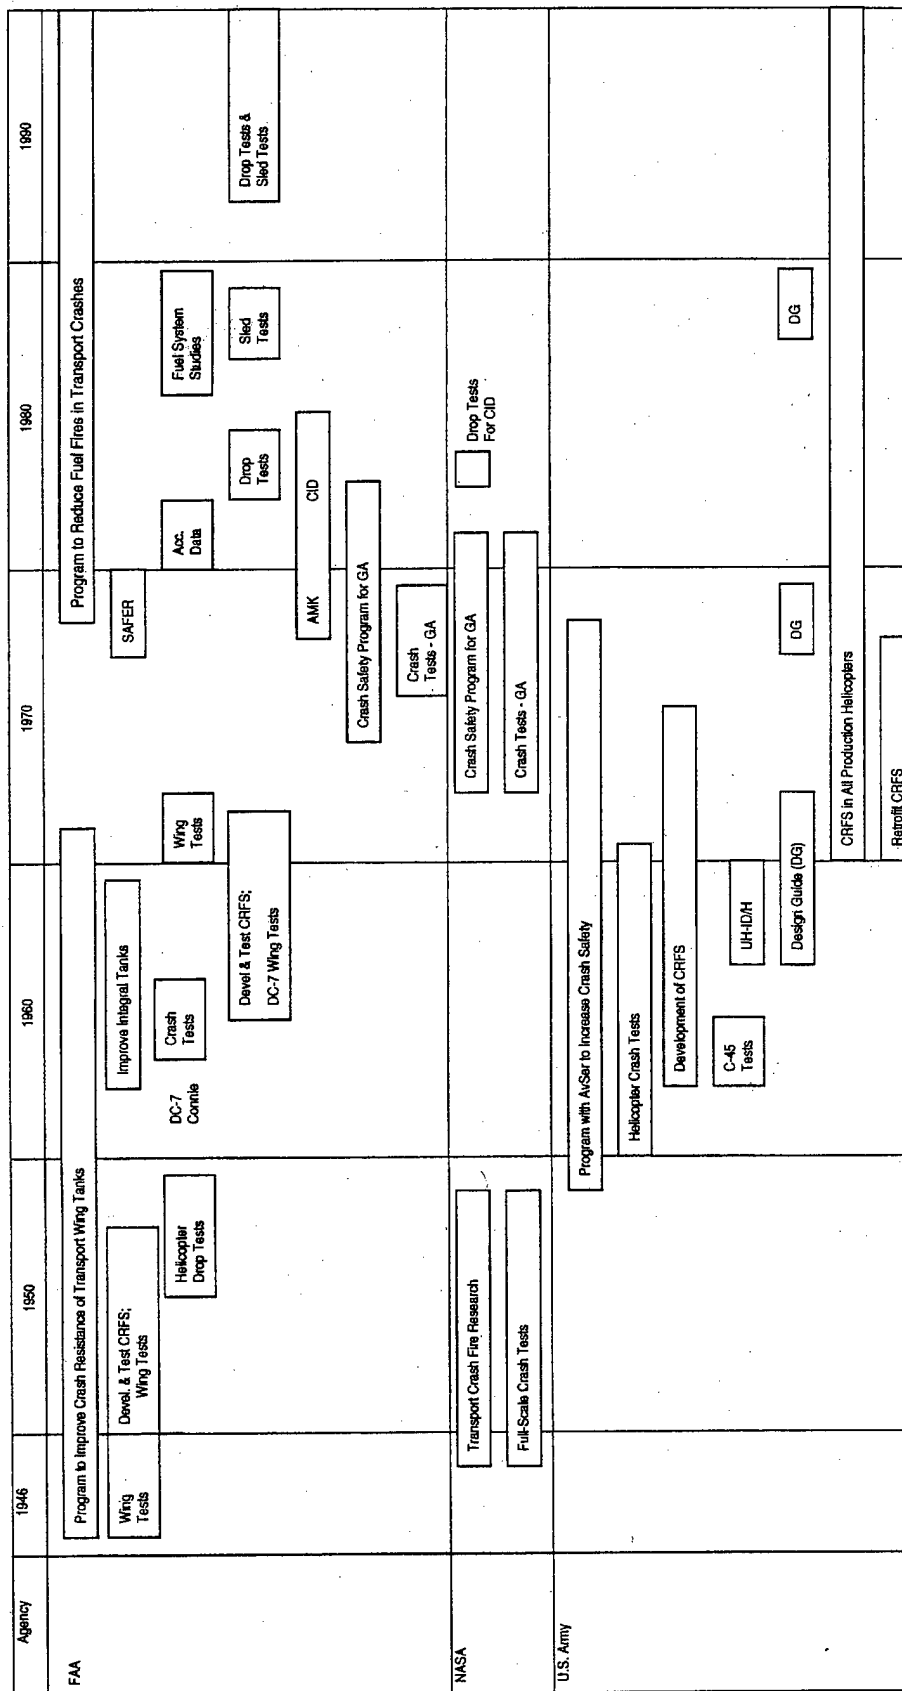 Agency
1946
1950
1960
1970
1980
1990
FAA
Program to Improve Crash Resistance of Transport Wing Tanks
Program to Reduce Fuel Fires in Transport Crashes
Wing
Tests
Devel. & Test CRFS;
Wing Tests
Improve Integral Tanks
SAFER
Helicopter
Drop Tests
DC-7
Connie
Crash
Tests
Wing
Tests
Acc.
Data
Fuel System
Studies
Devel & Test CRFS;
DC-7 Wing Tests
Drop
Tests
Sled
Tests
Drop Tests &
Sled Tests
AMK
CID
Crash Safety Program for GA
Crash
Tests - GA
NASA
Transport Crash Fire Research
Crash Safety Program for GA
Drop Tests
For CID
Full-Scale Crash Tests
Crash Tests - GA
U.S. Army
Program with AvSer to Increase Crash Safety
Helicopter Crash Tests
Development of CRFS
C-45
Tests
UH-ID/H
Design Guide (DG)
DG
DG
CRFS in All Production Helicopters
Retrofit CRFS